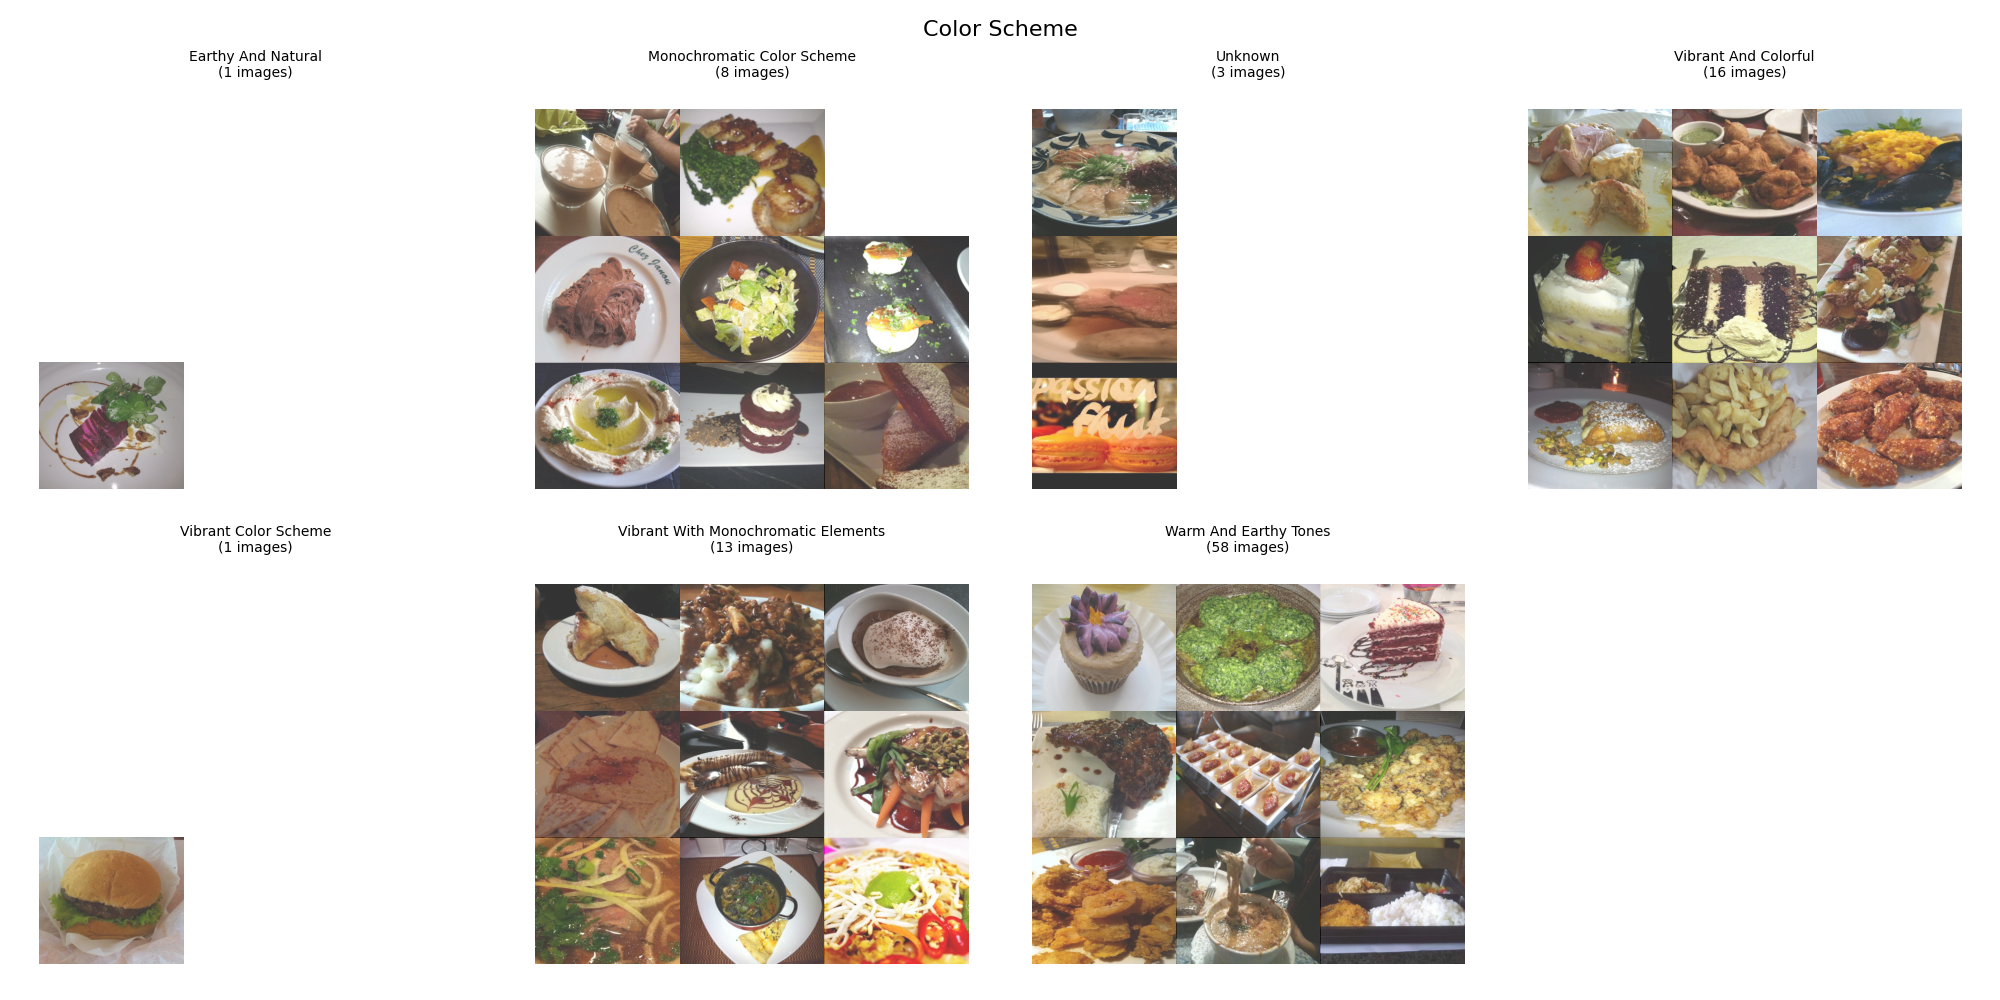 Color Scheme
Earthy And Natural
(1 images)
Monochromatic Color Scheme
(8 images)
Unknown
(3 images)
Vibrant And Colorful
(16 images)
Chez Janou
passion
fruit
Vibrant Color Scheme
(1 images)
Vibrant With Monochromatic Elements
(13 images)
Warm And Earthy Tones
(58 images)